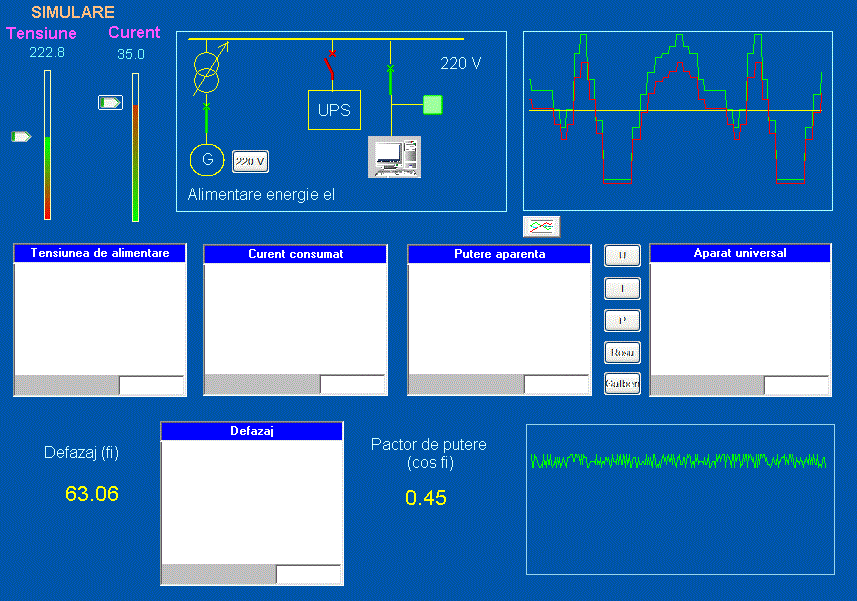 SIMULARE
Tensiune
Curent
222.8
35.0
220 V
UPS
G
220 V
Alimentare energie el
Tensiunea de alimentare
Curent consumat
Putere aparenta
U
I
P
Rosu
Galben
Aparat universal
Defazaj (fi)
63.06
Defazaj
Pactor de putere
(cos fi)
0.45